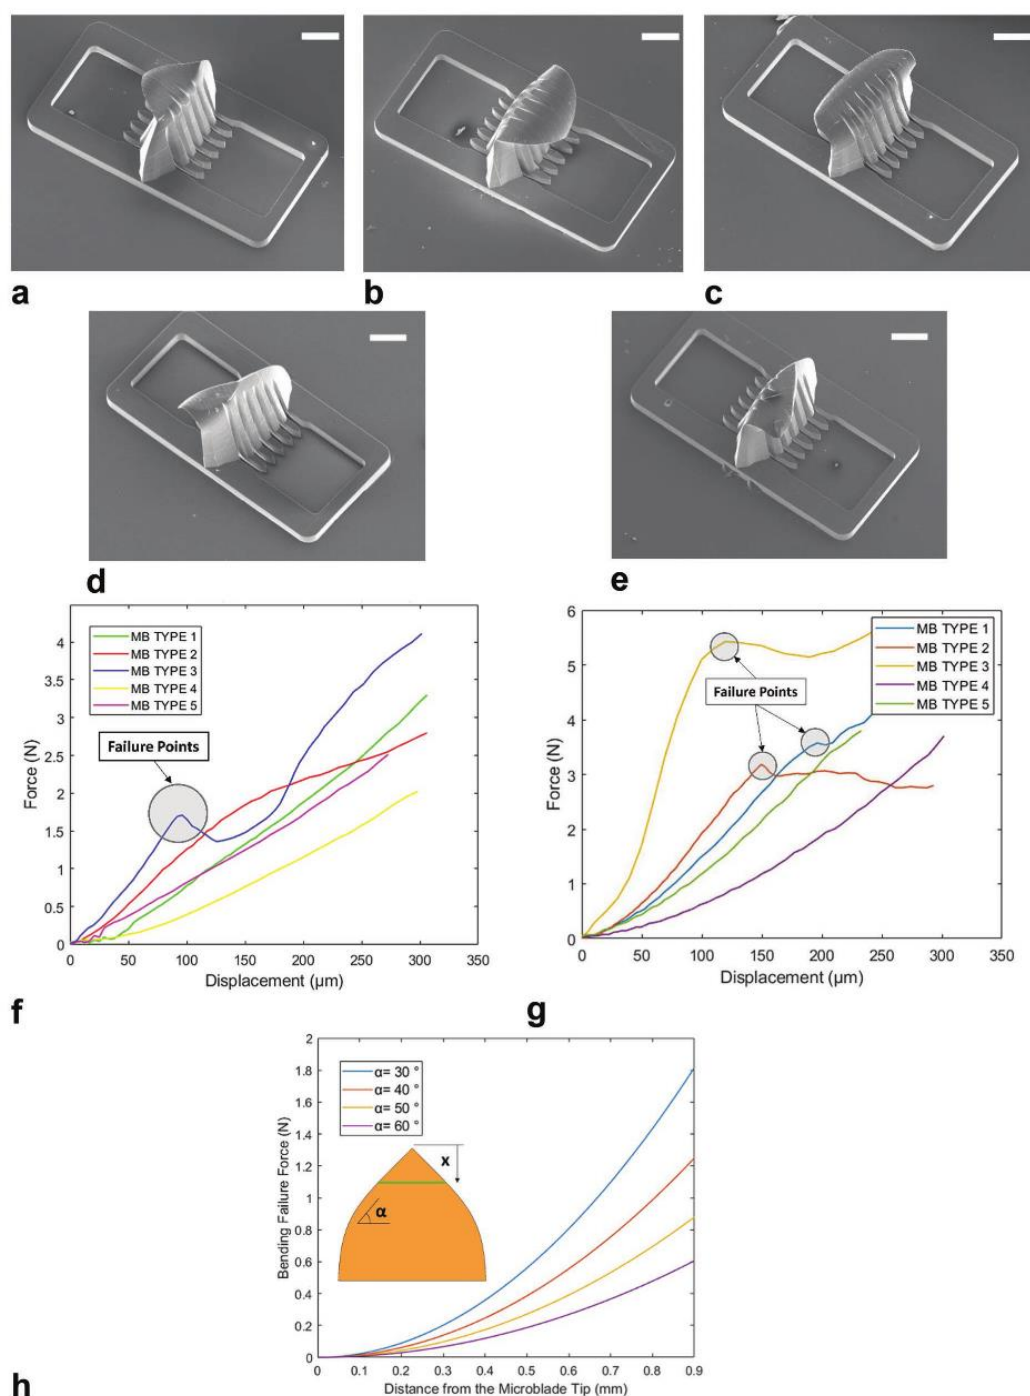 a
b
c
d
e
4
3.5
3
2.5
2
1.5
1
0.5
0
0
50
100
150
200
250
300
350
Force (N)
Displacement (µm)
MB TYPE 1
MB TYPE 2
MB TYPE 3
MB TYPE 4
MB TYPE 5
Failure Points
f
6
5
4
3
2
1
0
0
50
100
150
200
250
300
350
Force (N)
Displacement (µm)
MB TYPE 1
MB TYPE 2
MB TYPE 3
MB TYPE 4
MB TYPE 5
Failure Points
g
2
1.8
1.6
1.4
1.2
1
0.8
0.6
0.4
0.2
0
0
0.1
0.2
0.3
0.4
0.5
0.6
0.7
0.8
0.9
Bending Failure Force (N)
Distance from the Microblade Tip (mm)
α= 30 °
α= 40 °
α= 50 °
α= 60 °
x
α
h